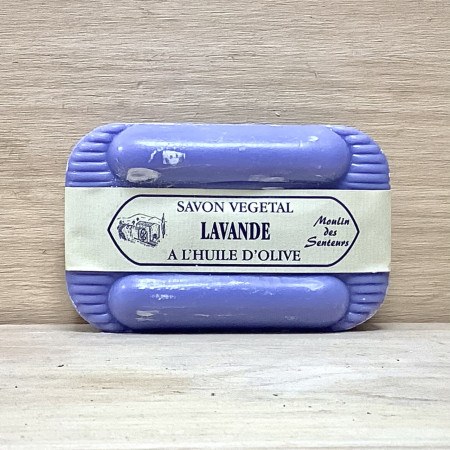 SAVON VEGETAL
LAVANDE
A L'HUILE D'OLIVE
Moulin
des
Senteurs